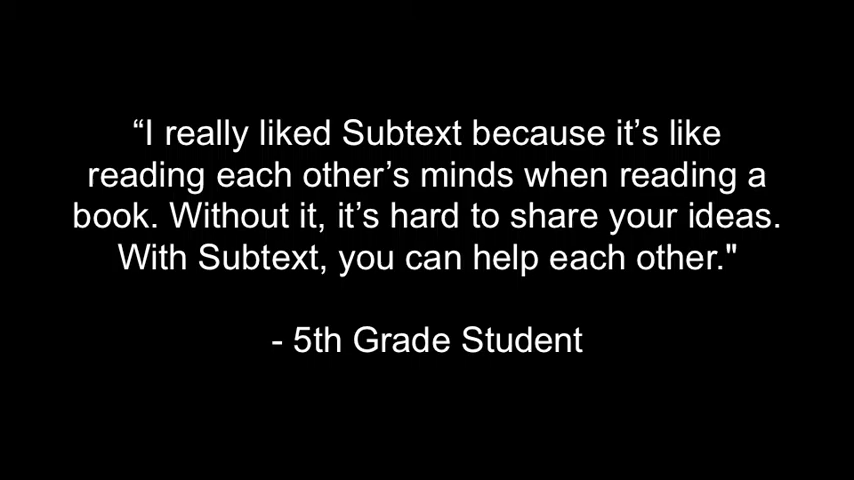 “I really liked Subtext because it’s like
reading each other’s minds when reading a
book. Without it, it’s hard to share your ideas.
With Subtext, you can help each other."
- 5th Grade Student